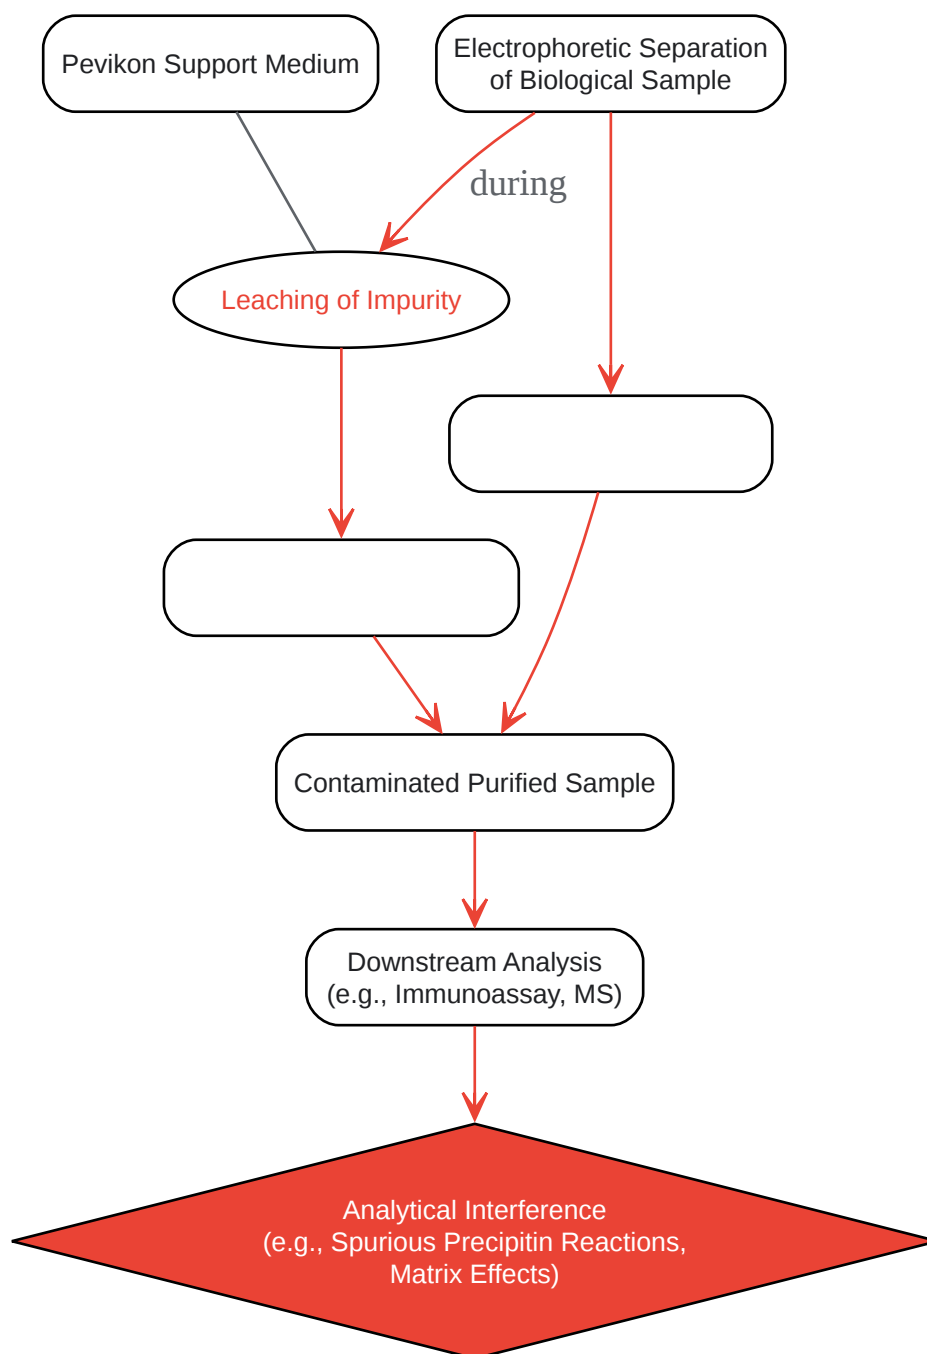 Pevikon Support Medium
Electrophoretic Separation
of Biological Sample
during
Leaching of Impurity
Contaminated Purified Sample
Downstream Analysis
(e.g., Immunoassay, MS)
Analytical Interference
(e.g., Spurious Precipitin Reactions,
Matrix Effects)